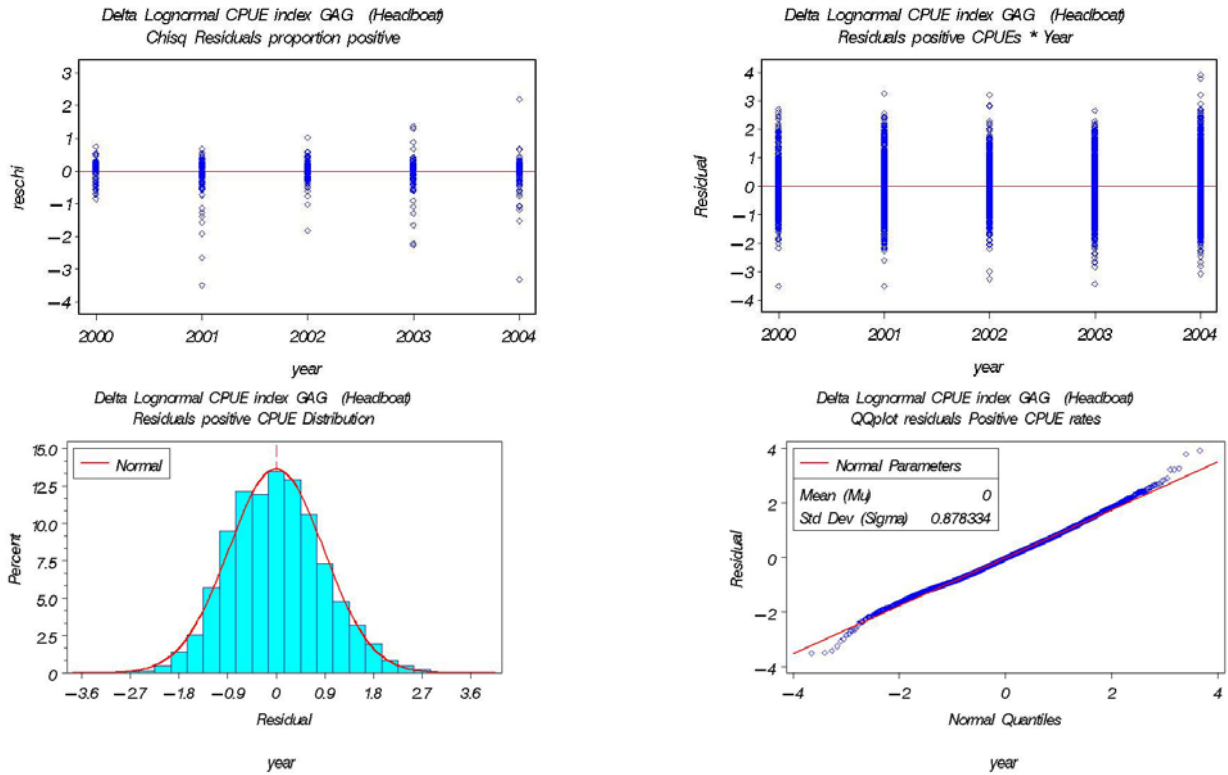 Delta Lognormal CPUE index GAG (Headboat)
Chisq Residuals proportion positive
3
2
1
0
−1
−2
−3
−4
reschi
2000 2001 2002 2003 2004
year
Delta Lognormal CPUE index GAG (Headboat)
Residuals positive CPUEs * Year
4
3
2
1
0
−1
−2
−3
−4
Residual
2000 2001 2002 2003 2004
year
Delta Lognormal CPUE index GAG (Headboat)
Residuals positive CPUE Distribution
15.0
12.5
10.0
7.5
5.0
2.5
0
Percent
Normal
−3.6 −2.7 −1.8 −0.9 0 0.9 1.8 2.7 3.6
Residual
year
Delta Lognormal CPUE index GAG (Headboat)
QQplot residuals Positive CPUE rates
4
2
0
−2
−4
Residual
Normal Parameters
Mean (Mu) 0
Std Dev (Sigma) 0.878334
−4 −2 0 2 4
Normal Quantiles
year